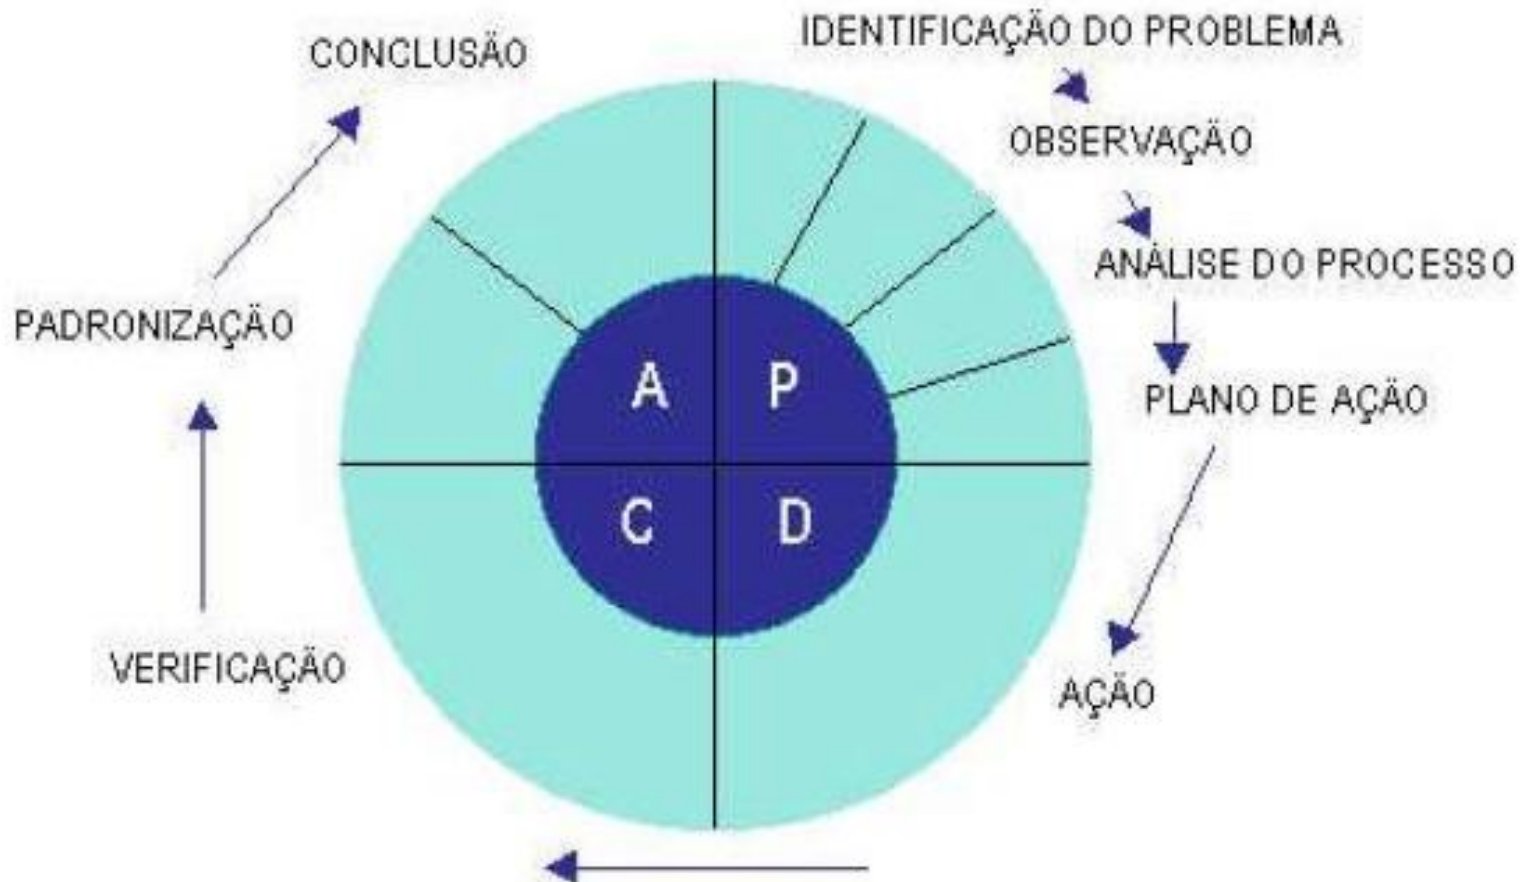 IDENTIFICAÇÃO DO PROBLEMA
OBSERVAÇÃO
ANÁLISE DO PROCESSO
PLANO DE AÇÃO
AÇÃO
VERIFICAÇÃO
PADRONIZAÇÃO
CONCLUSÃO
A P
C D